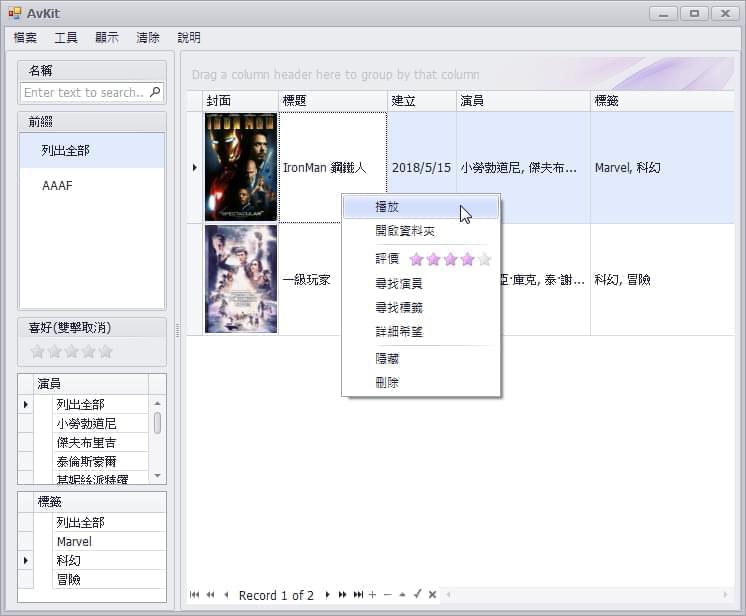 AvKit
檔案 工具 顯示 清除 說明
名稱
Enter text to search..
前綴
列出全部
AAAF
喜好(雙擊取消)
演員
列出全部
小勞勃道尼
傑夫布里吉
泰倫斯豪爾
標籤
列出全部
Marvel
科幻
冒險
Drag a column header here to group by that column
封面 標題 建立 演員 標籤
IRON MAN
SPECTACULAR
IronMan 鋼鐵人 2018/5/15 小勞勃道尼, 傑夫布... Marvel, 科幻
一級玩家 亞·庫克, 泰·謝... 科幻, 冒險
播放
開啟資料夾
評價
尋找演員
尋找標籤
詳細希望
隱藏
刪除
Record 1 of 2